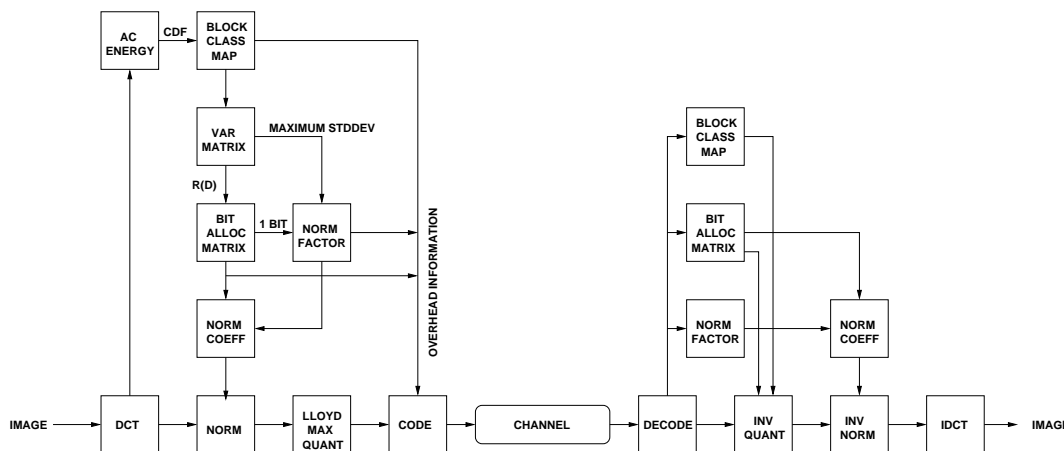 AC
ENERGY
CDF
BLOCK
CLASS
MAP
VAR
MATRIX
MAXIMUM STDDEV
R(D)
BIT
ALLOC
MATRIX
1 BIT
NORM
FACTOR
OVERHEAD INFORMATION
NORM
COEFF
IMAGE
DCT
NORM
LLOYD
MAX
QUANT
CODE
CHANNEL
BLOCK
CLASS
MAP
BIT
ALLOC
MATRIX
NORM
FACTOR
NORM
COEFF
DECODE
INV
QUANT
INV
NORM
IDCT
IMAGE